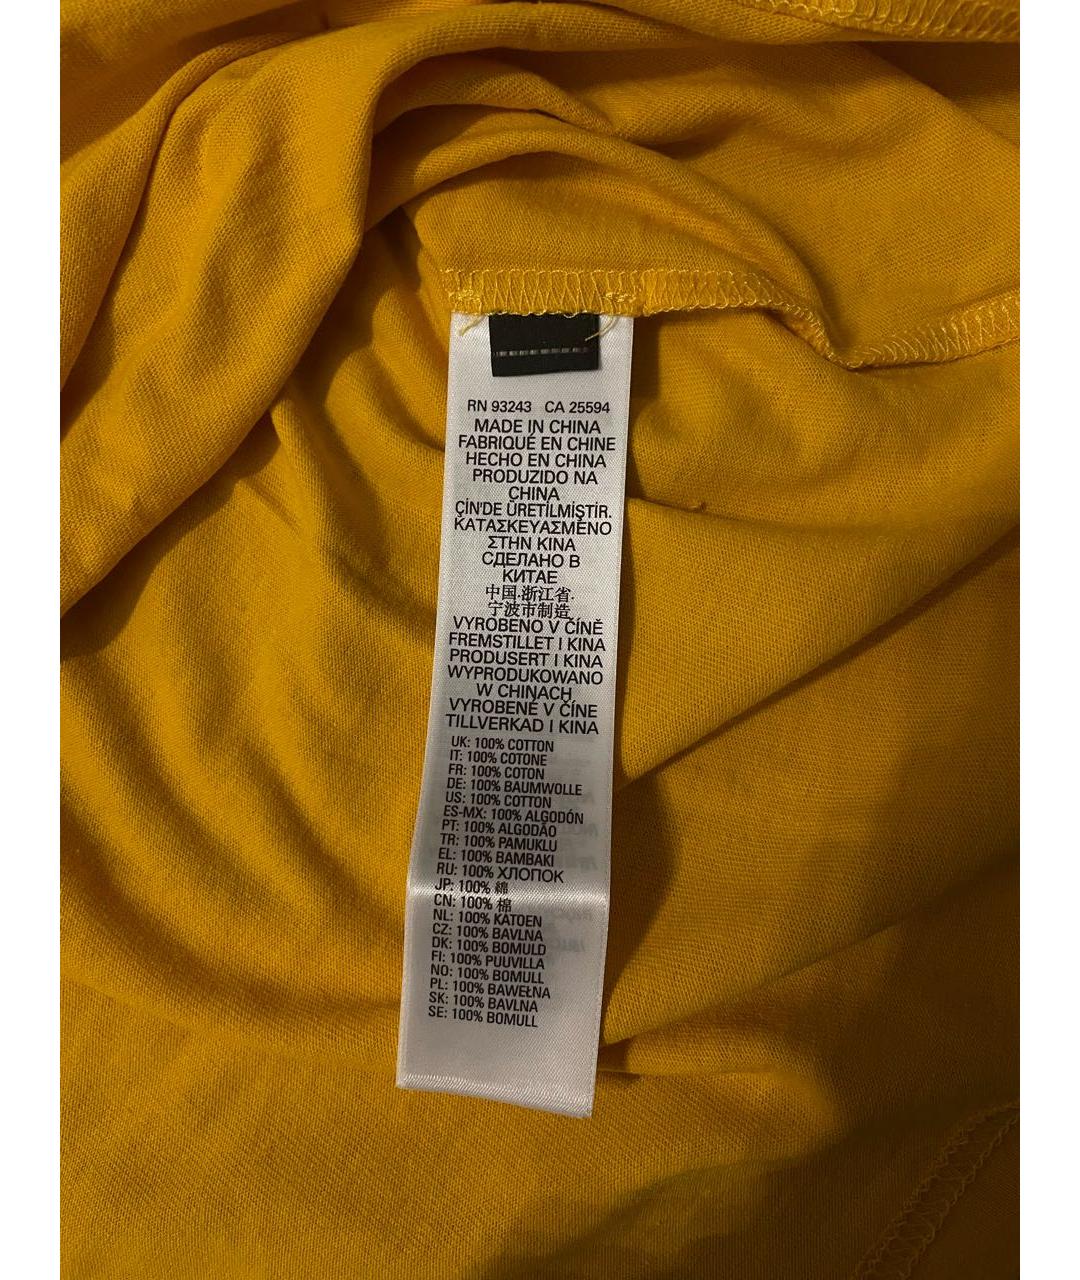 RN 93243 CA 25594
MADE IN CHINA
FABRIQUÉ EN CHINE
HECHO EN CHINA
PRODUZIDO NA
CHINA
ÇİN'DE ÜRETİLMİŞTİR.
ΚΑΤΑΣΚΕΥΑΣΜΕΝΟ
ΣΤΗΝ ΚΙΝΑ
СДЕЛАНО В
КИТАЕ
中国.浙江省.
宁波市制造
VYROBENO V ČÍNĚ
FREMSTILLET I KINA
PRODUSERT I KINA
WYPRODUKOWANO
W CHINACH
VYROBENÉ V ČÍNE
TILLVERKAD I KINA
UK: 100% COTTON
IT: 100% COTONE
FR: 100% COTON
DE: 100% BAUMWOLLE
US: 100% COTTON
ES-MX: 100% ALGODÓN
PT: 100% ALGODÃO
TR: 100% PAMUKLU
EL: 100% BAMBAKI
RU: 100% ХЛОПОК
JP: 100% 綿
CN: 100% 棉
NL: 100% KATOEN
CZ: 100% BAVLNA
DK: 100% BOMULD
FI: 100% PUUVILLA
NO: 100% BOMULL
PL: 100% BAWEŁNA
SK: 100% BAVLNA
SE: 100% BOMULL